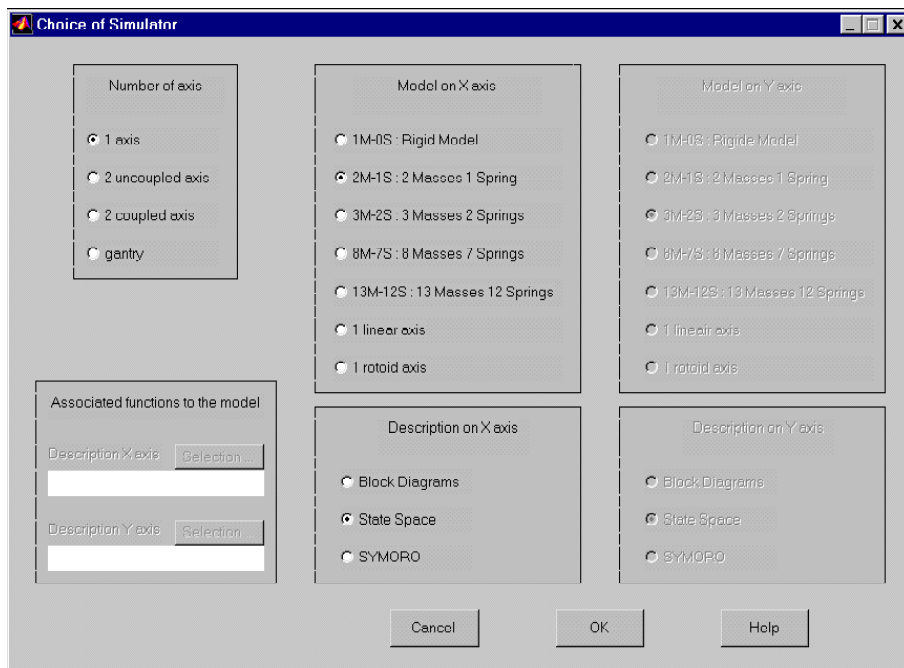 Choice of Simulator
Number of axis
1 axis
2 uncoupled axis
2 coupled axis
gantry
Model on X axis
1M-0S : Rigid Model
2M-1S : 2 Masses 1 Spring
3M-2S : 3 Masses 2 Springs
8M-7S : 8 Masses 7 Springs
13M-12S : 13 Masses 12 Springs
1 linear axis
1 rotoid axis
Model on Y axis
1M-0S : Rigide Model
2M-1S : 2 Masses 1 Spring
3M-2S : 3 Masses 2 Springs
8M-7S : 8 Masses 7 Springs
13M-12S : 13 Masses 12 Springs
1 lineair axis
1 rotoid axis
Associated functions to the model
Description X axis
Selection ...
Description Y axis
Selection ...
Description on X axis
Block Diagrams
State Space
SYMORO
Description on Y axis
Block Diagrams
State Space
SYMORO
Cancel
OK
Help